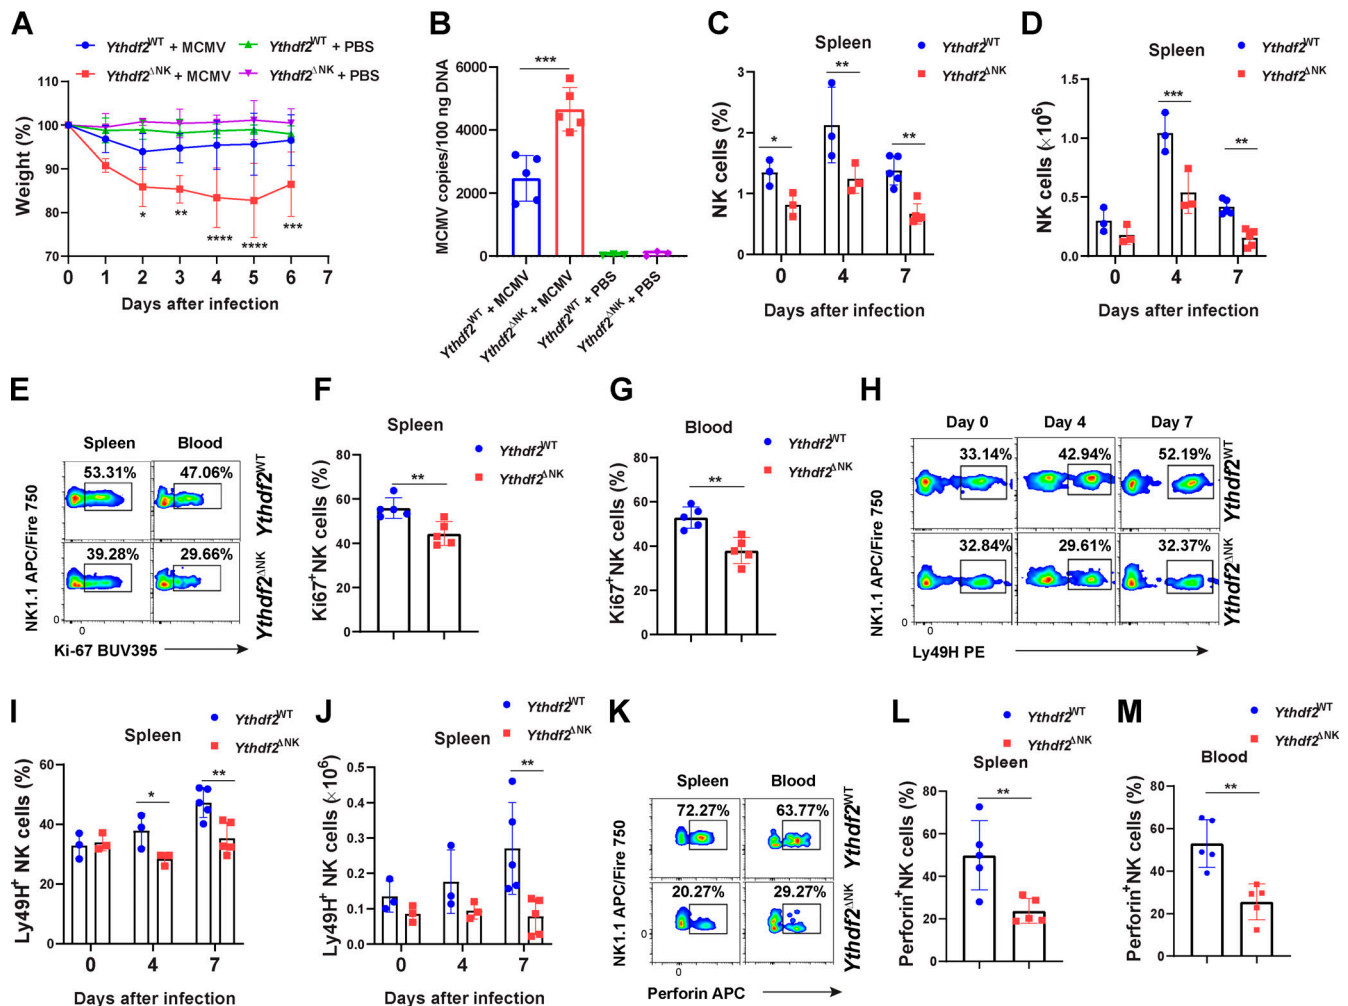 A
Ythdf2WT + MCMV
Ythdf2WT + PBS
Ythdf2ΔNK + MCMV
Ythdf2ΔNK + PBS
Weight (%)
110
100
90
80
70
* ** **** **** ***
0 1 2 3 4 5 6 7
Days after infection
B
MCMV copies/100 ng DNA
6000
4000
2000
0
***
Ythdf2WT + MCMV
Ythdf2ΔNK + MCMV
Ythdf2WT + PBS
Ythdf2ΔNK + PBS
C
Spleen
Ythdf2WT
Ythdf2ΔNK
NK cells (%)
3
2
1
0
* ** **
0 4 7
Days after infection
D
Spleen
Ythdf2WT
Ythdf2ΔNK
NK cells (×10⁶)
1.5
1.0
0.5
0.0
*** **
0 4 7
Days after infection
E
Spleen Blood
53.31% 47.06%
Ythdf2WT
39.28% 29.66%
Ythdf2ΔNK
NK1.1 APC/Fire 750
0
0
Ki-67 BUV395
F
Spleen
Ythdf2WT
Ythdf2ΔNK
Ki67+NK cells (%)
80
60
40
20
0
**
G
Blood
Ythdf2WT
Ythdf2ΔNK
Ki67+NK cells (%)
80
60
40
20
0
**
H
Day 0 Day 4 Day 7
33.14% 42.94% 52.19%
Ythdf2WT
32.84% 29.61% 32.37%
Ythdf2ΔNK
NK1.1 APC/Fire 750
0
0
Ly49H PE
I
Ythdf2WT
Ythdf2ΔNK
Spleen
Ly49H+ NK cells (%)
60
40
20
0
* **
0 4 7
Days after infection
J
Ythdf2WT
Ythdf2ΔNK
Spleen
Ly49H+ NK cells (×10⁶)
0.5
0.4
0.3
0.2
0.1
0.0
**
0 4 7
Days after infection
K
Spleen Blood
72.27% 63.77%
Ythdf2WT
20.27% 29.27%
Ythdf2ΔNK
NK1.1 APC/Fire 750
0
0
Perforin APC
L
Ythdf2WT
Ythdf2ΔNK
Spleen
Perforin+NK cells (%)
80
60
40
20
0
**
M
Ythdf2WT
Ythdf2ΔNK
Blood
Perforin+NK cells (%)
80
60
40
20
0
**